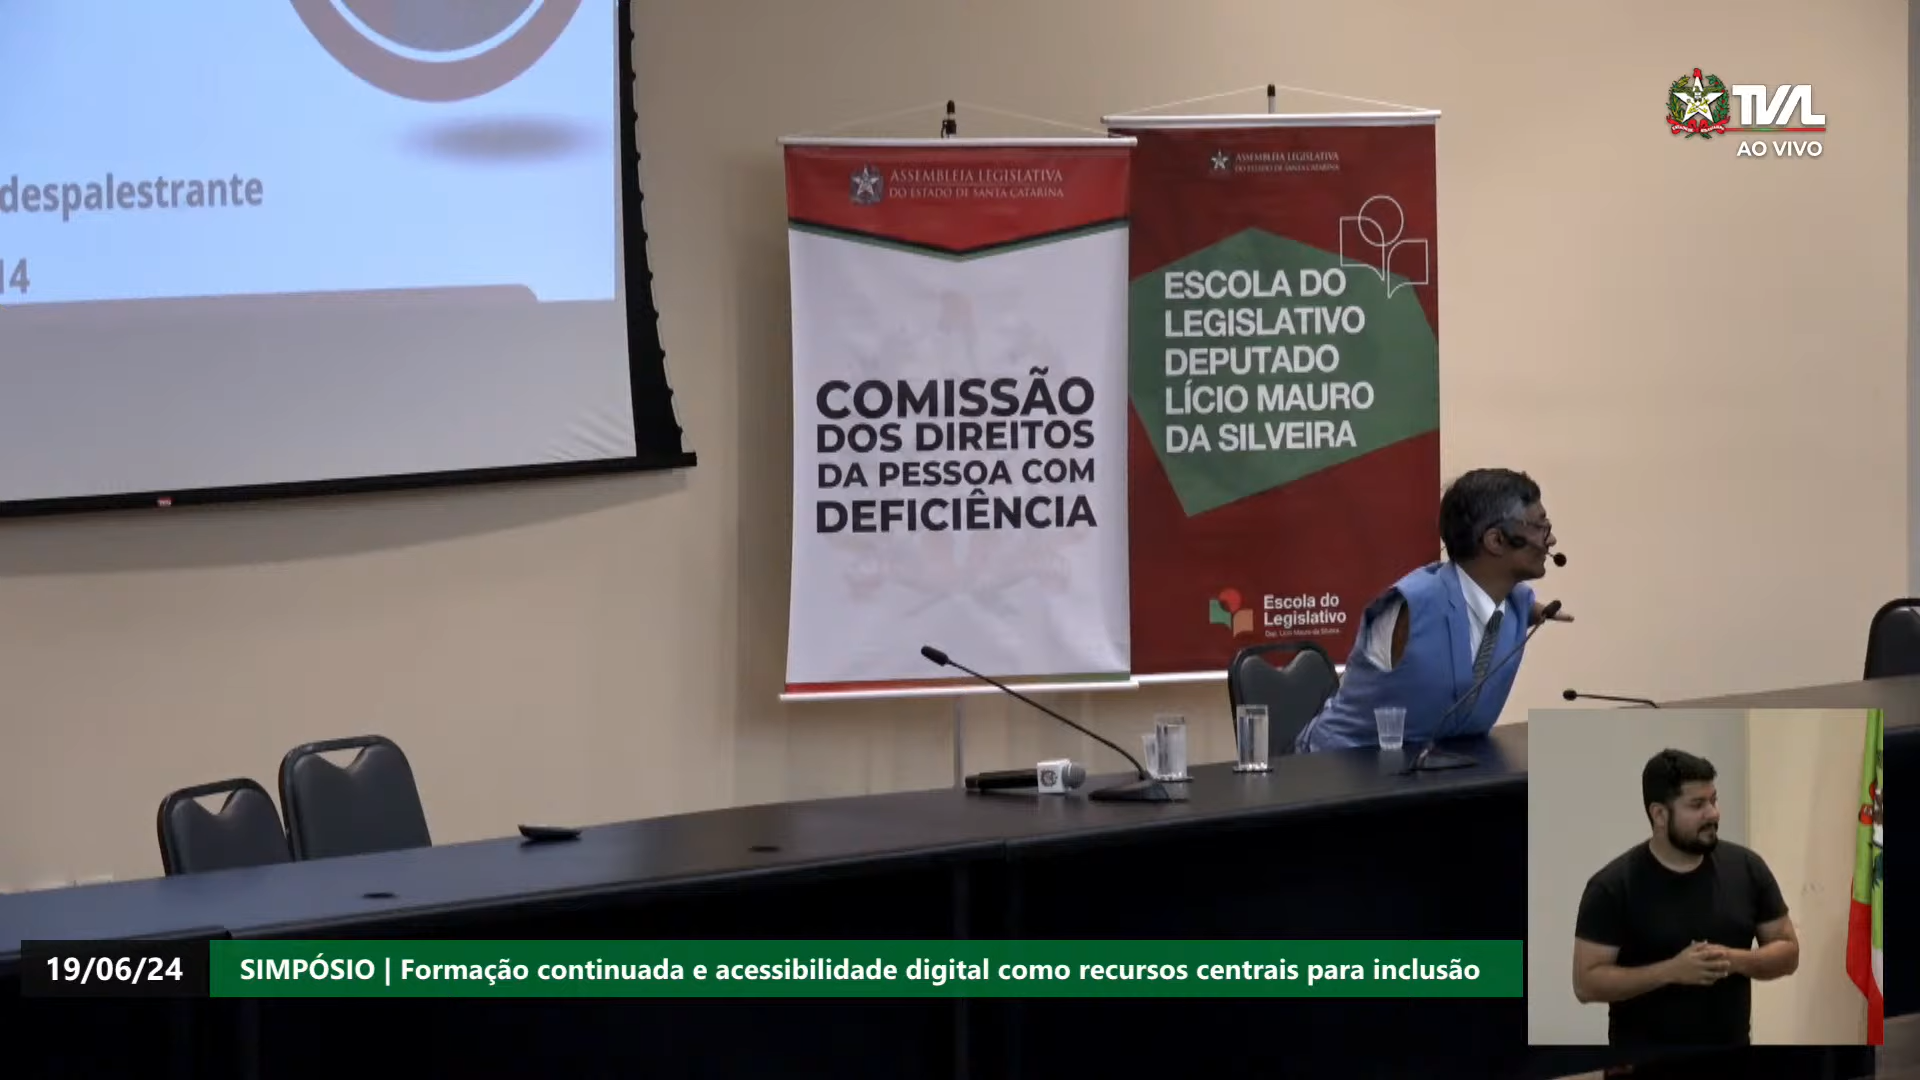 despalestrante
14
TVAL
AO VIVO
ASSEMBLEIA LEGISLATIVA
DO ESTADO DE SANTA CATARINA
COMISSÃO
DOS DIREITOS
DA PESSOA COM
DEFICIÊNCIA
ASSEMBLEIA LEGISLATIVA
DO ESTADO DE SANTA CATARINA
ESCOLA DO
LEGISLATIVO
DEPUTADO
LÍCIO MAURO
DA SILVEIRA
Escola do
Legislativo
19/06/24
SIMPÓSIO | Formação continuada e acessibilidade digital como recursos centrais para inclusão